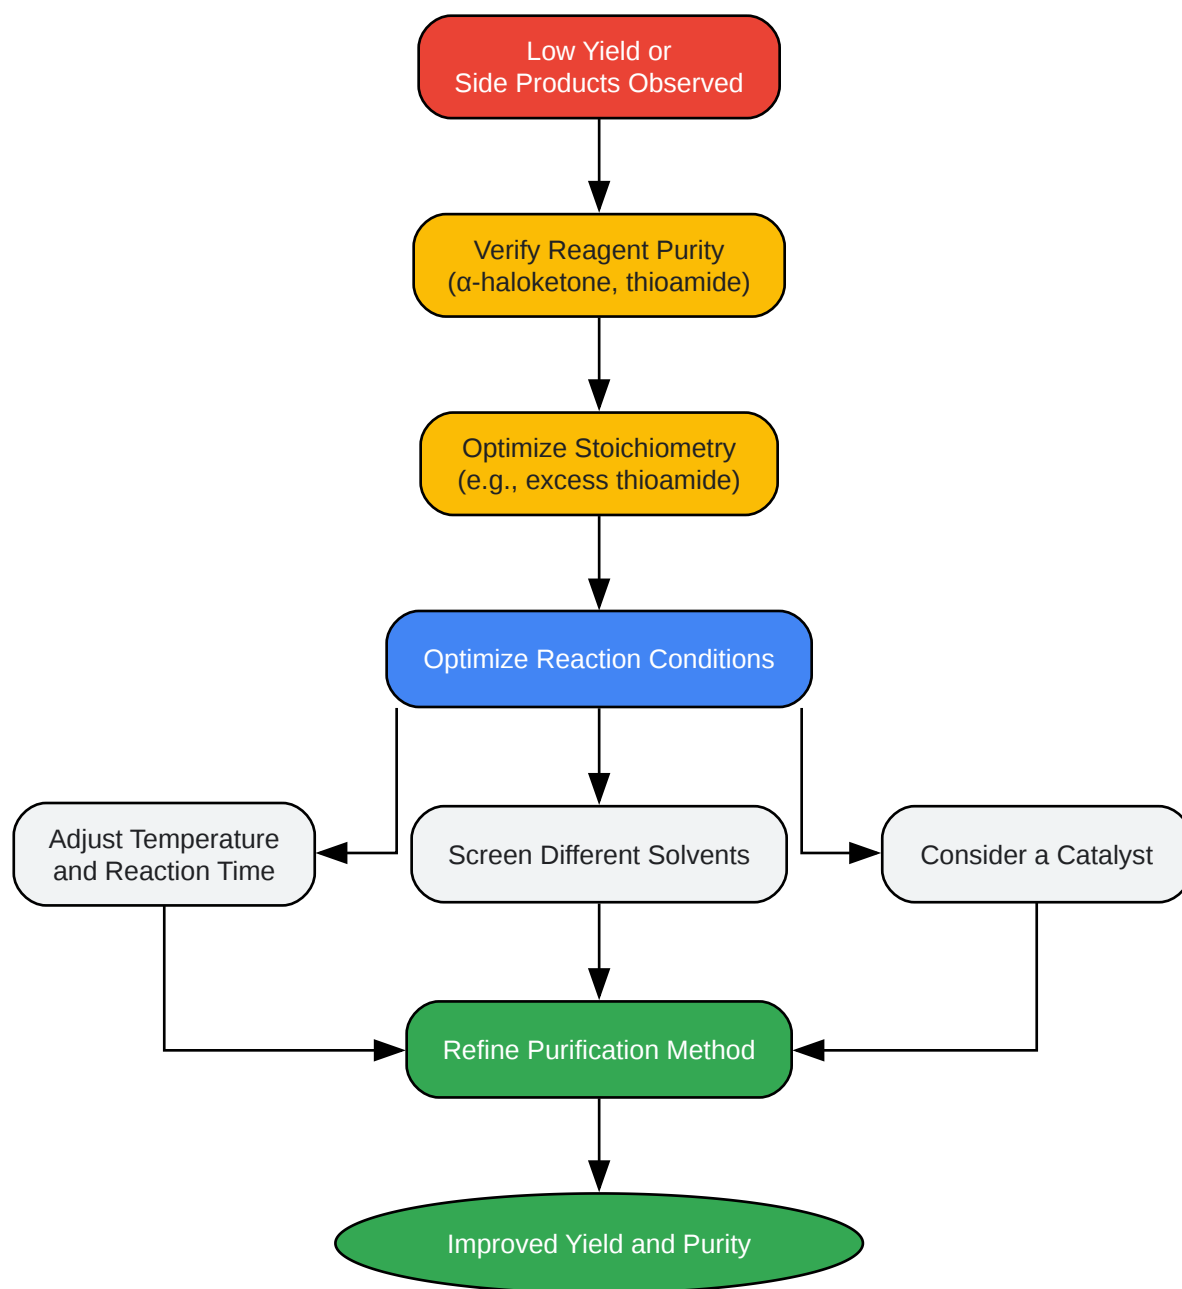 Low Yield or
Side Products Observed
Verify Reagent Purity
(α-haloketone, thioamide)
Optimize Stoichiometry
(e.g., excess thioamide)
Optimize Reaction Conditions
Adjust Temperature
and Reaction Time
Screen Different Solvents
Consider a Catalyst
Refine Purification Method
Improved Yield and Purity